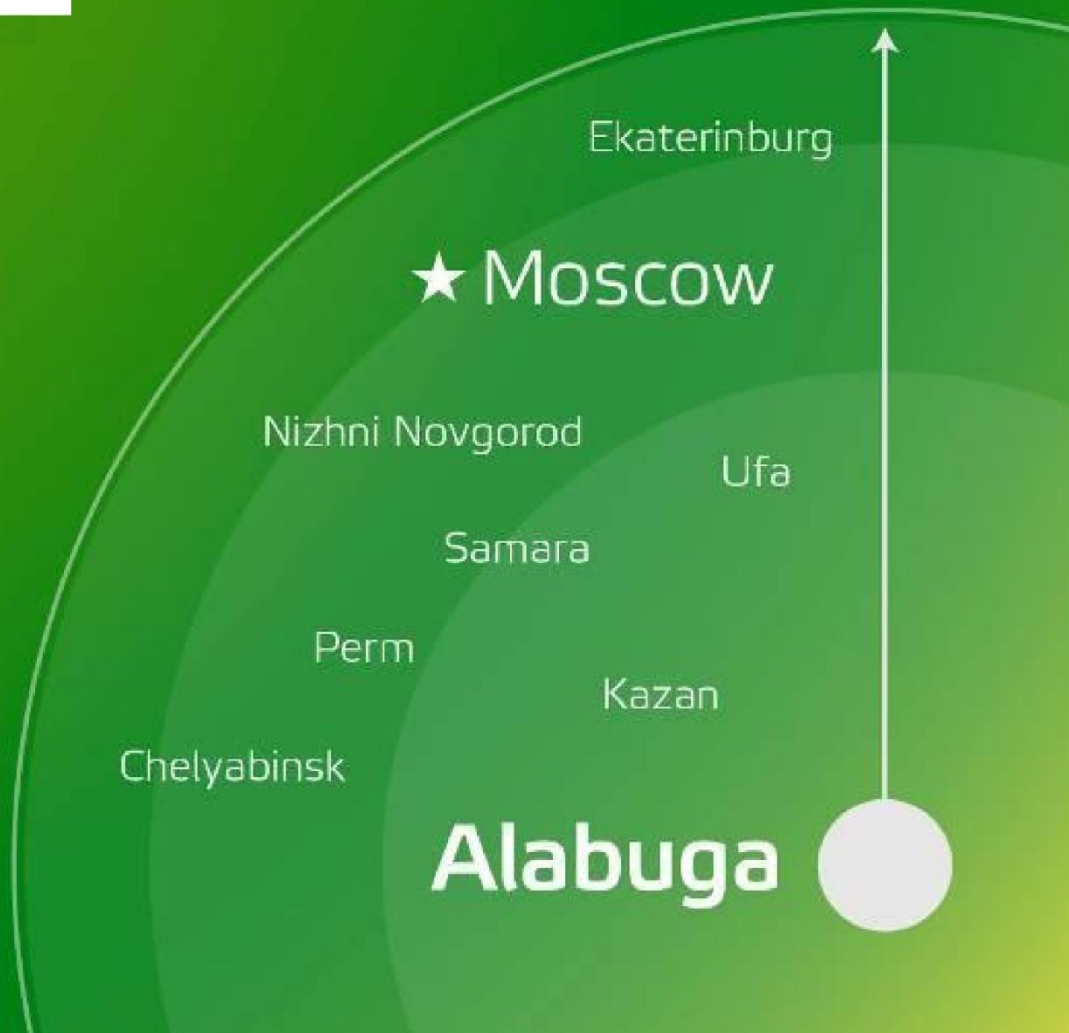 Ekaterinburg
Moscow
Nizhni Novgorod
Ufa
Samara
Perm
Kazan
Chelyabinsk
Alabuga